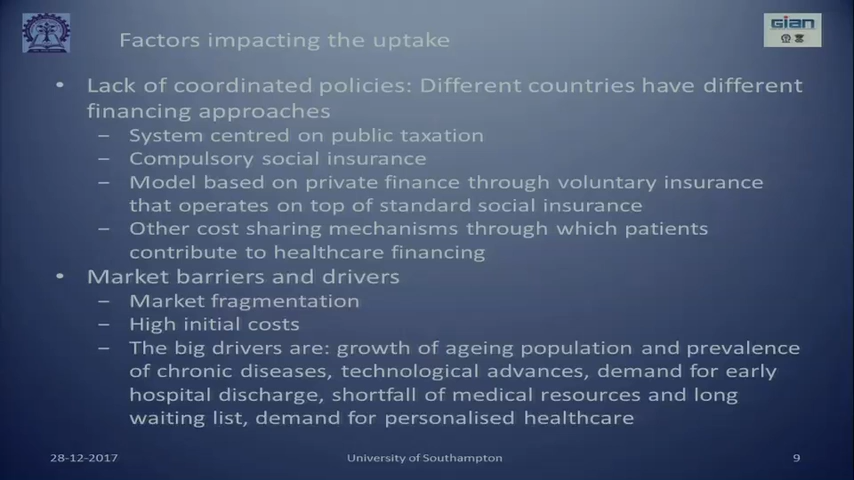 GIAN
Factors impacting the uptake
• Lack of coordinated policies: Different countries have different
financing approaches
– System centred on public taxation
– Compulsory social insurance
– Model based on private finance through voluntary insurance
that operates on top of standard social insurance
– Other cost sharing mechanisms through which patients
contribute to healthcare financing
• Market barriers and drivers
– Market fragmentation
– High initial costs
– The big drivers are: growth of ageing population and prevalence
of chronic diseases, technological advances, demand for early
hospital discharge, shortfall of medical resources and long
waiting list, demand for personalised healthcare
28-12-2017
University of Southampton
9